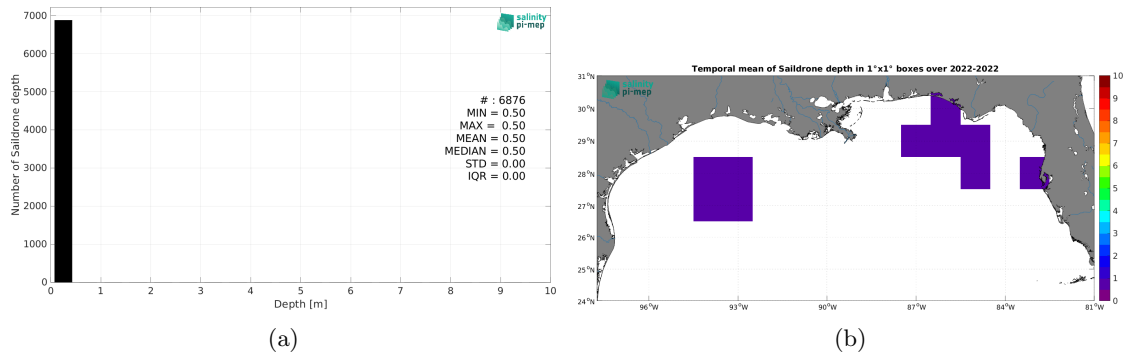 7000
6000
5000
4000
3000
2000
1000
0
Number of Saildrone depth
salinity
pi-mep
# : 6876
MIN = 0.50
MAX = 0.50
MEAN = 0.50
MEDIAN = 0.50
STD = 0.00
IQR = 0.00
0 1 2 3 4 5 6 7 8 9 10
Depth [m]
(a)
Temporal mean of Saildrone depth in 1°x1° boxes over 2022-2022
salinity
pi-mep
31°N
30°N
29°N
28°N
27°N
26°N
25°N
24°N
96°W 93°W 90°W 87°W 84°W 81°W
10
9
8
7
6
5
4
3
2
1
0
(b)